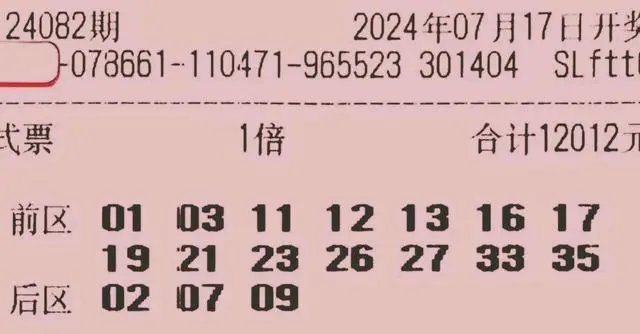 24082期 2024年07月17日开奖
-078661-110471-965523 301404 SLftt
式票 1倍 合计12012元
前区 01 03 11 12 13 16 17
19 21 23 26 27 33 35
后区 02 07 09